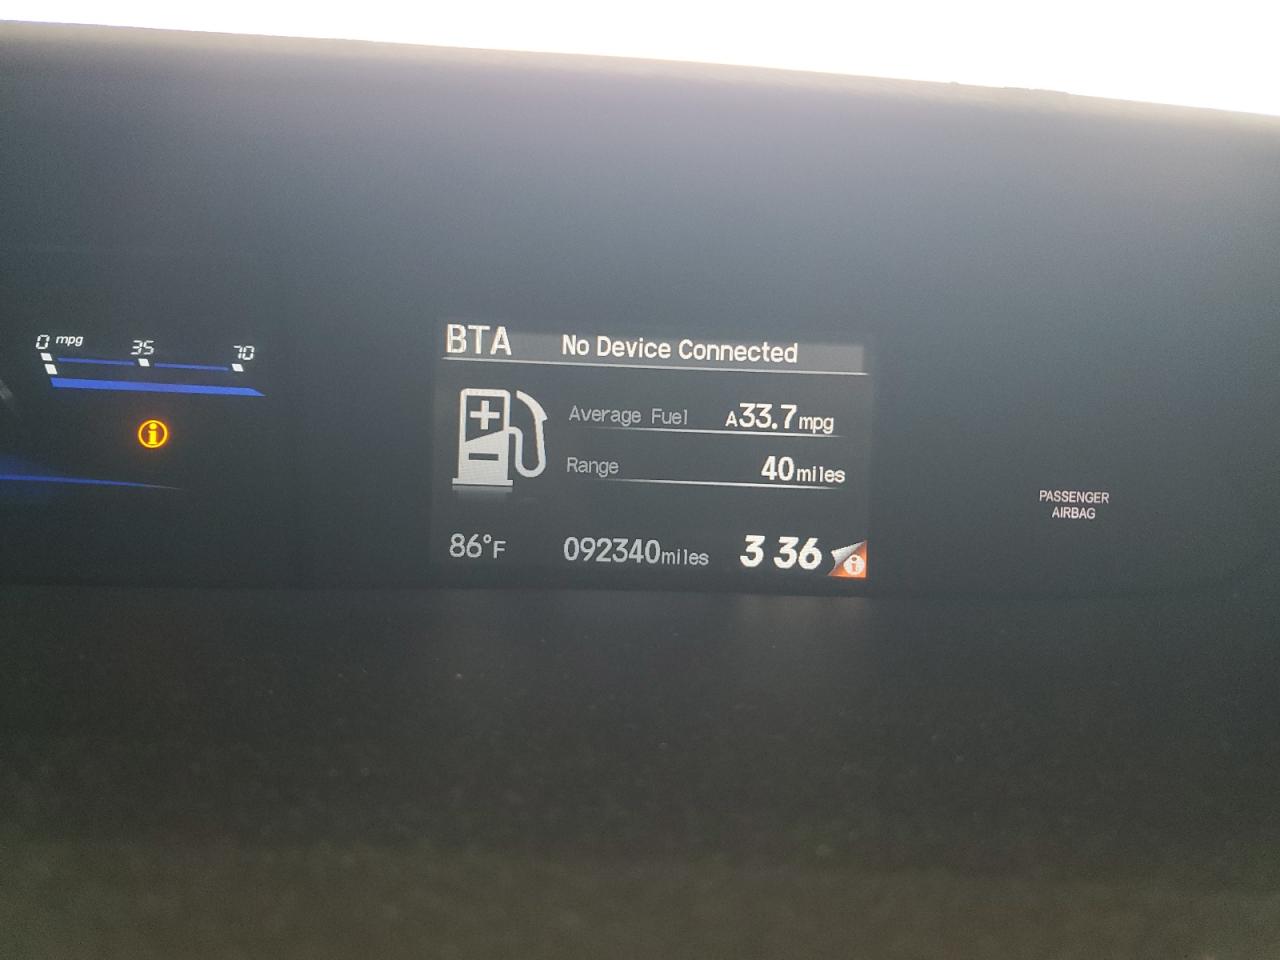 0 mpg 35 70
BTA No Device Connected
Average Fuel A33.7mpg
Range 40miles
86°F 092340miles 3 36
PASSENGER
AIRBAG